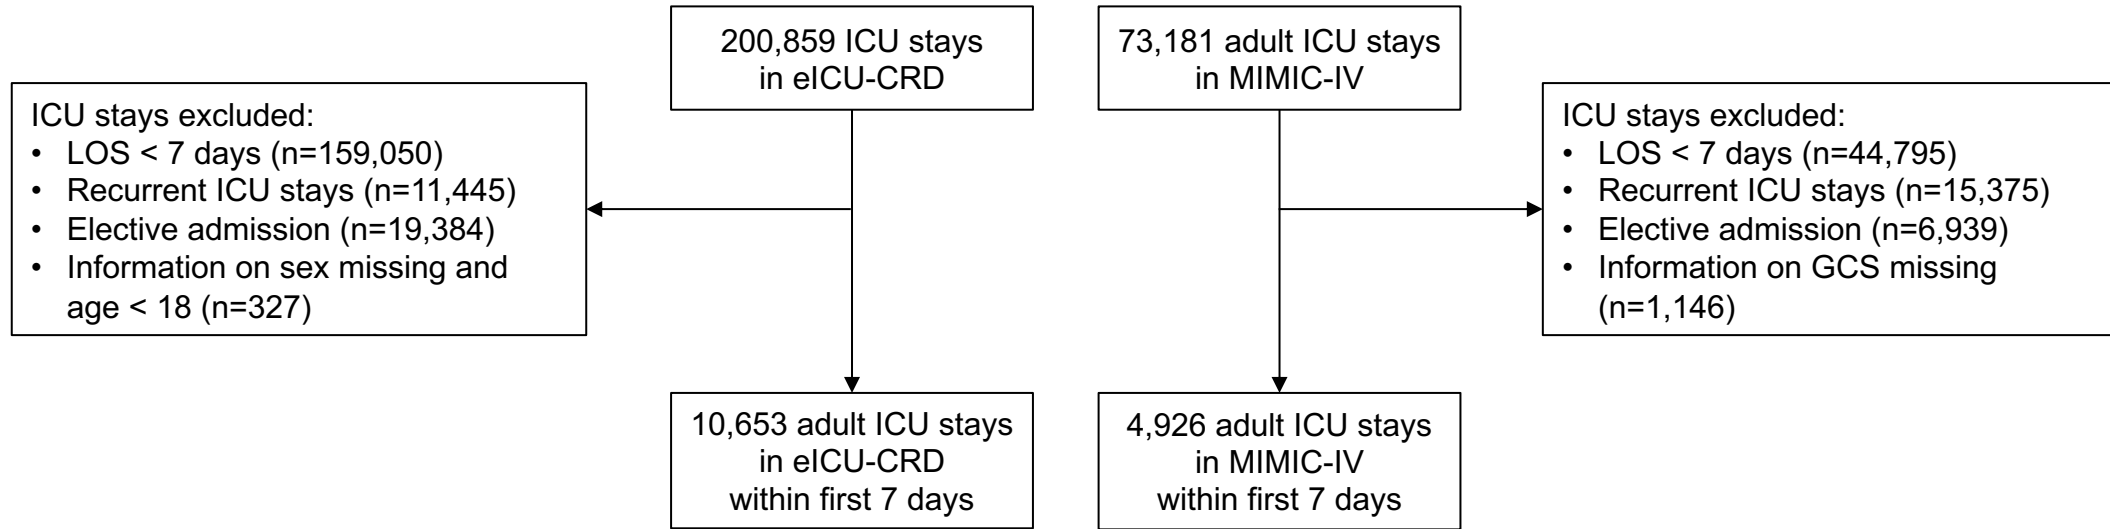 200,859 ICU stays
in eICU-CRD
73,181 adult ICU stays
in MIMIC-IV
ICU stays excluded:
• LOS < 7 days (n=159,050)
• Recurrent ICU stays (n=11,445)
• Elective admission (n=19,384)
• Information on sex missing and
age < 18 (n=327)
ICU stays excluded:
• LOS < 7 days (n=44,795)
• Recurrent ICU stays (n=15,375)
• Elective admission (n=6,939)
• Information on GCS missing
(n=1,146)
10,653 adult ICU stays
in eICU-CRD
within first 7 days
4,926 adult ICU stays
in MIMIC-IV
within first 7 days